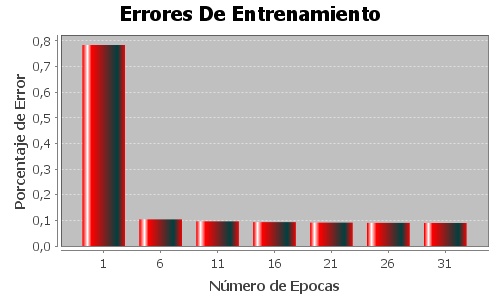 Errores De Entrenamiento
Porcentaje de Error
0,8
0,7
0,6
0,5
0,4
0,3
0,2
0,1
0,0
1 6 11 16 21 26 31
Número de Epocas